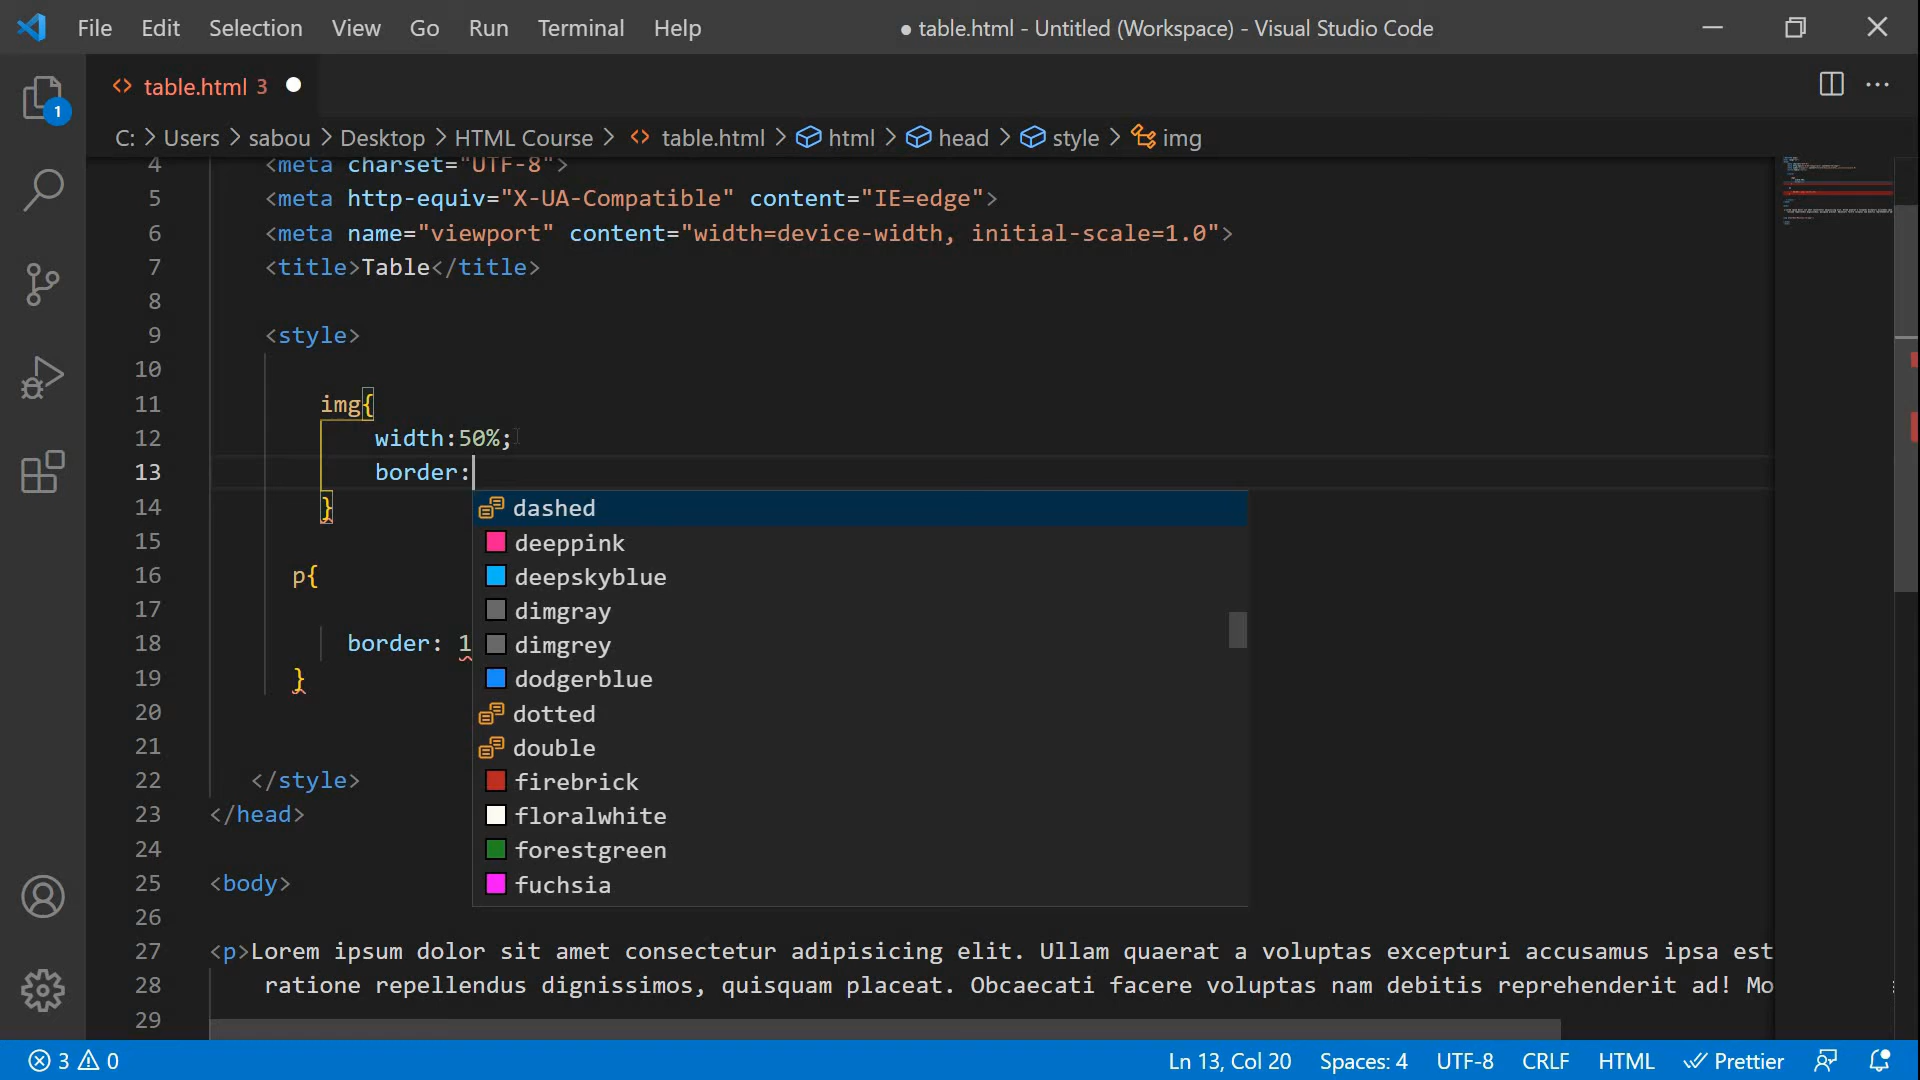 File Edit Selection View Go Run Terminal Help ● table.html - Untitled (Workspace) - Visual Studio Code
table.html 3
C: > Users > sabou > Desktop > HTML Course > table.html > html > head > style > img
1
4 <meta charset="UTF-8">
5 <meta http-equiv="X-UA-Compatible" content="IE=edge">
6 <meta name="viewport" content="width=device-width, initial-scale=1.0">
7 <title>Table</title>
8
9 <style>
10
11 img{
12 width:50%;
13 border:
14 }
dashed
deeppink
15
16 p{
deepskyblue
17
dimgray
18 border: 1
dimgrey
19 }
dodgerblue
20
dotted
21
double
22 </style>
firebrick
23 </head>
floralwhite
24
forestgreen
25 <body>
fuchsia
26
27 <p>Lorem ipsum dolor sit amet consectetur adipisicing elit. Ullam quaerat a voluptas excepturi accusamus ipsa est
28 ratione repellendus dignissimos, quisquam placeat. Obcaecati facere voluptas nam debitis reprehenderit ad! Mo
29
3 0 Ln 13, Col 20 Spaces: 4 UTF-8 CRLF HTML Prettier